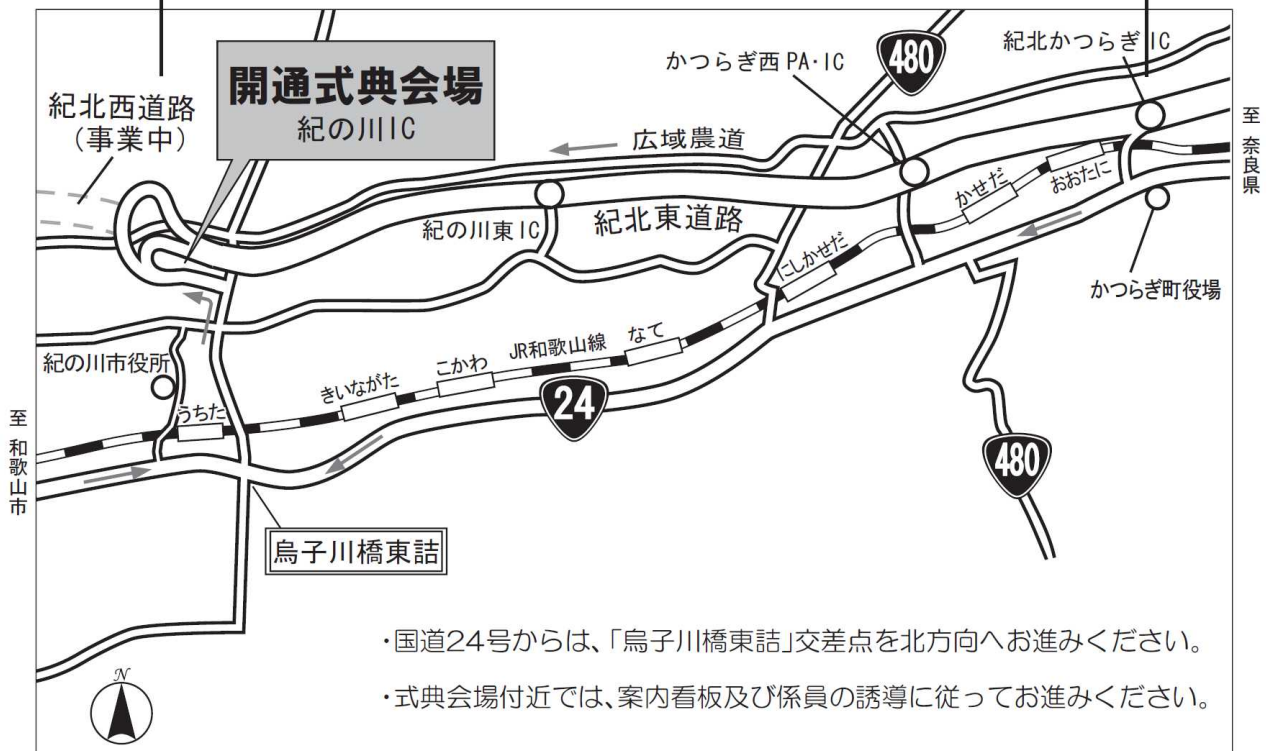 紀北西道路
(事業中)
開通式典会場
紀の川IC
かつらぎ西PA・IC
480
紀北かつらぎIC
至 奈良県
広域農道
紀の川東IC
紀北東道路
かせだ
おおたに
にしかせだ
かつらぎ町役場
紀の川市役所
きいながた
こかわ
JR和歌山線
なて
うちた
24
480
至 和歌山市
烏子川橋東詰
・国道24号からは、「烏子川橋東詰」交差点を北方向へお進みください。
・式典会場付近では、案内看板及び係員の誘導に従ってお進みください。
N